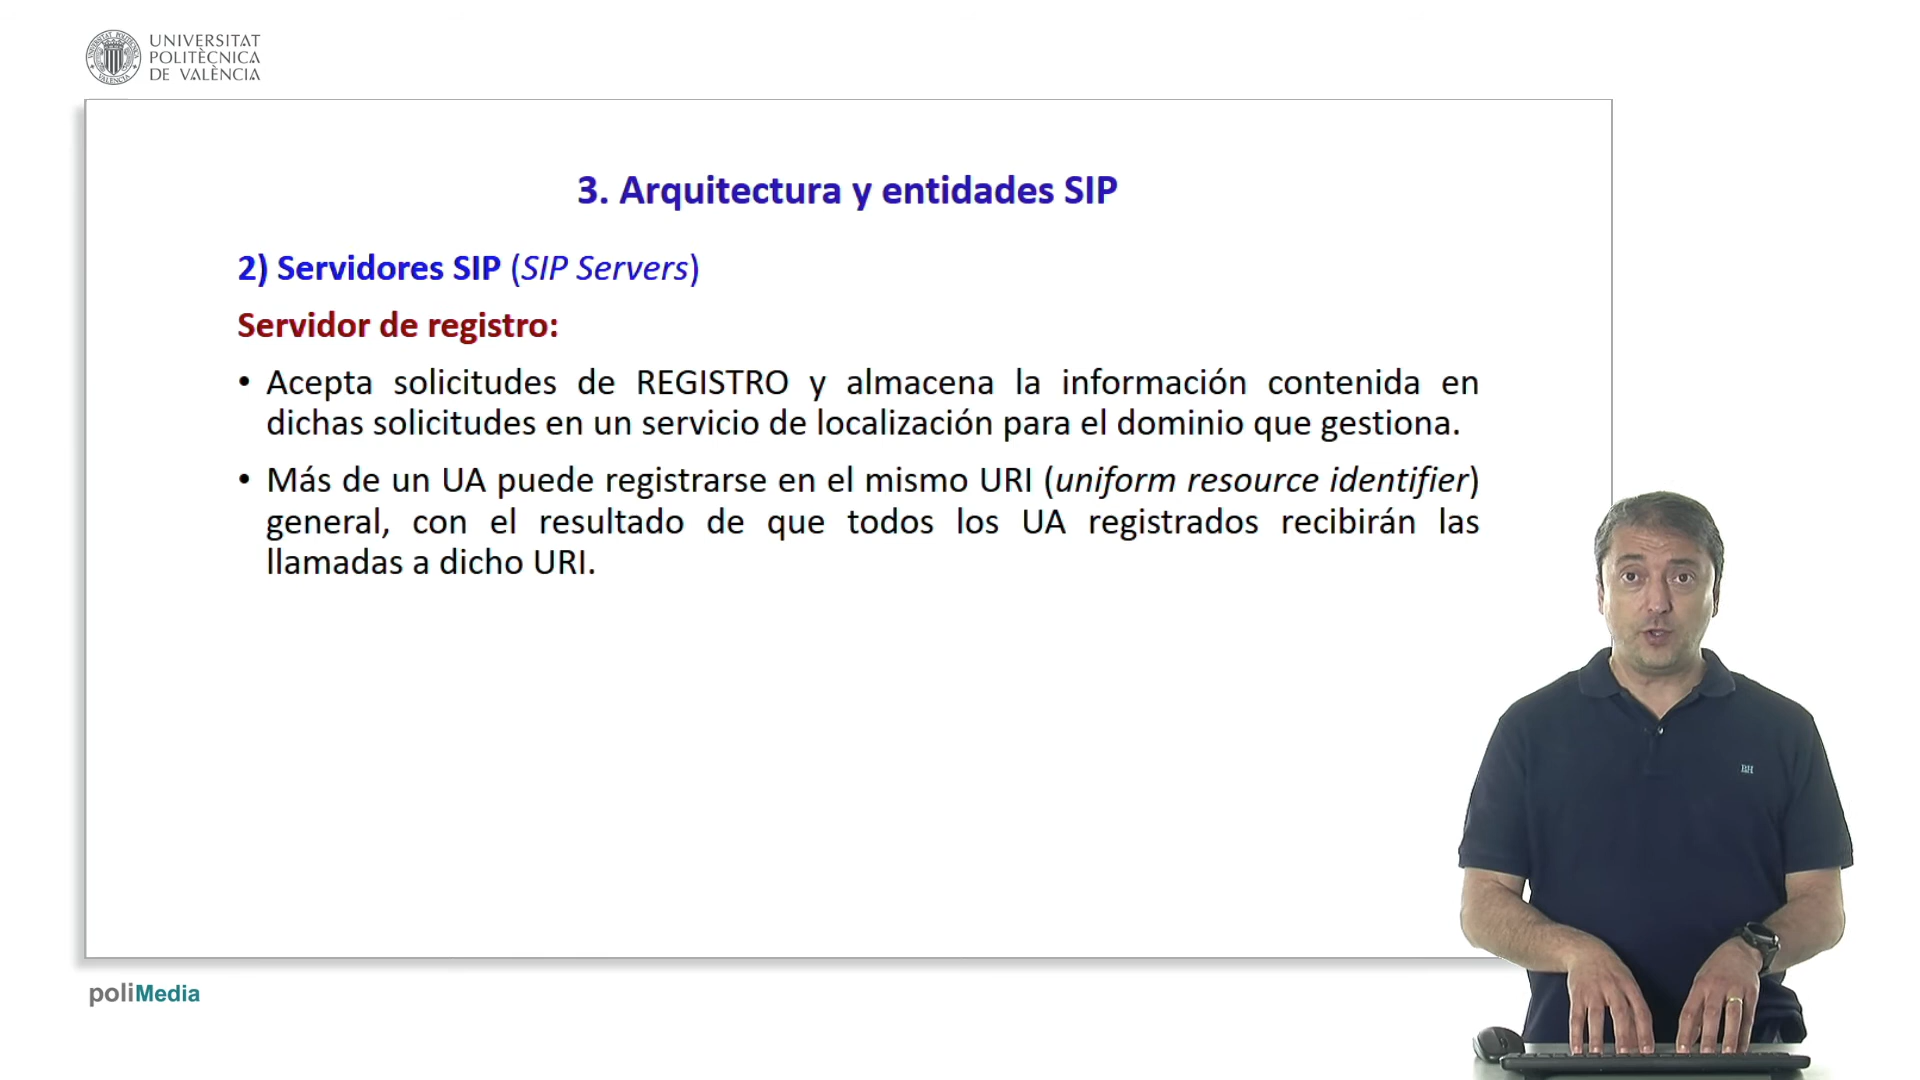 UNIVERSITAT
POLITÈCNICA
DE VALÈNCIA
3. Arquitectura y entidades SIP
2) Servidores SIP (SIP Servers)
Servidor de registro:
• Acepta solicitudes de REGISTRO y almacena la información contenida en
dichas solicitudes en un servicio de localización para el dominio que gestiona.
• Más de un UA puede registrarse en el mismo URI (uniform resource identifier)
general, con el resultado de que todos los UA registrados recibirán las
llamadas a dicho URI.
poliMedia